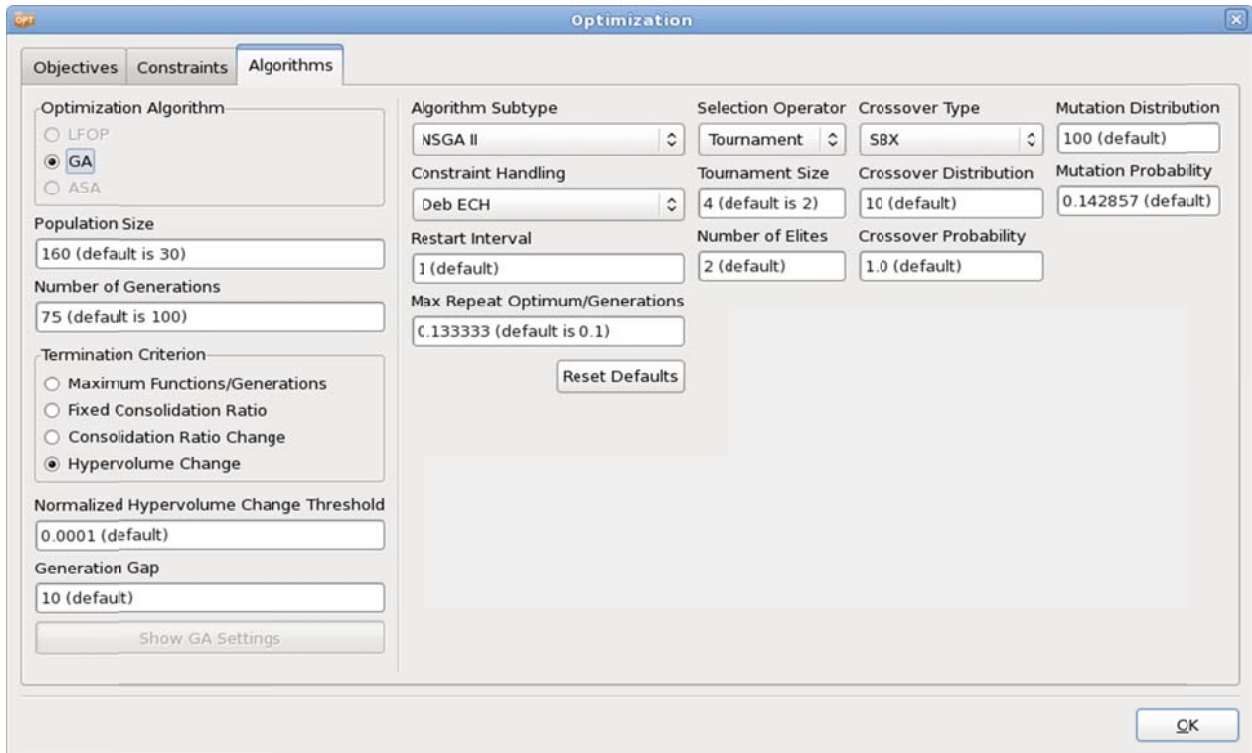 OPT
Optimization
Objectives
Constraints
Algorithms
Optimization Algorithm
LFOP
GA
ASA
Population Size
160 (default is 30)
Number of Generations
75 (default is 100)
Termination Criterion
Maximum Functions/Generations
Fixed Consolidation Ratio
Consolidation Ratio Change
Hypervolume Change
Normalized Hypervolume Change Threshold
0.0001 (default)
Generation Gap
10 (default)
Show GA Settings
Algorithm Subtype
NSGA II
Constraint Handling
Deb ECH
Restart Interval
1 (default)
Max Repeat Optimum/Generations
0.133333 (default is 0.1)
Reset Defaults
Selection Operator
Tournament
Tournament Size
4 (default is 2)
Number of Elites
2 (default)
Crossover Type
SBX
Crossover Distribution
10 (default)
Crossover Probability
1.0 (default)
Mutation Distribution
100 (default)
Mutation Probability
0.142857 (default)
OK